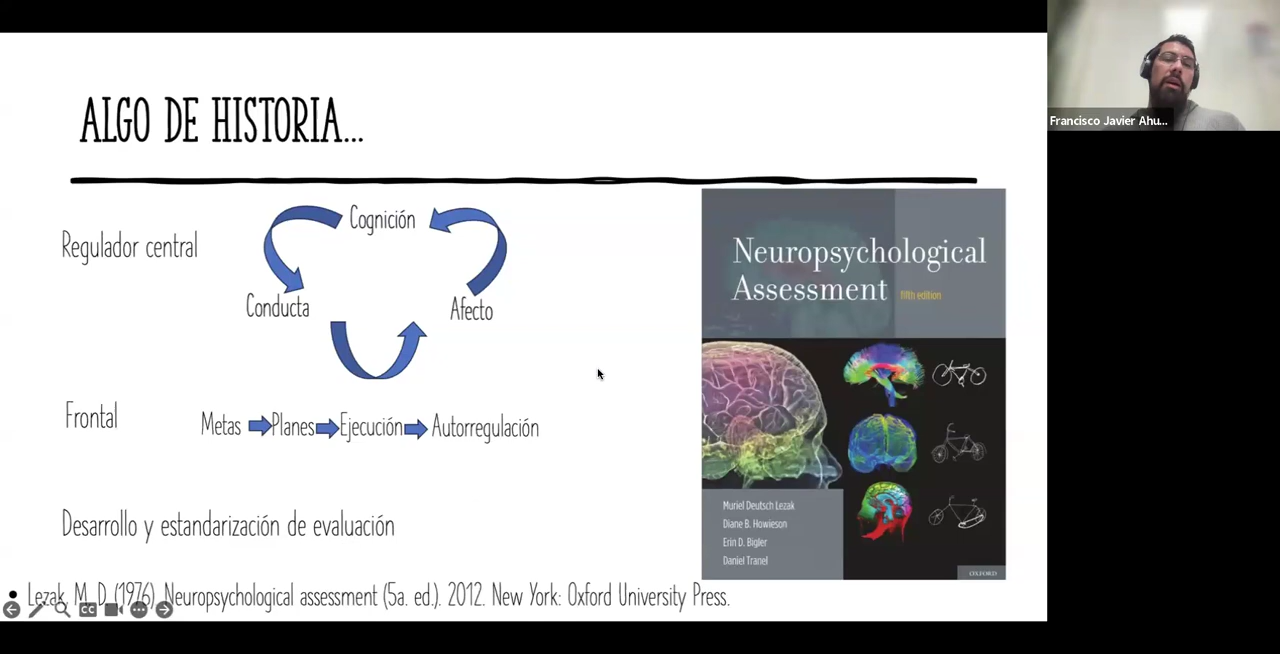 ALGO DE HISTORIA...
Francisco Javier Ahu...
Regulador central
Cognición
Conducta
Afecto
Frontal
Metas Planes Ejecución Autorregulación
Desarrollo y estandarización de evaluación
Lezak, M. D. (1976) Neuropsychological assessment (5a. ed.). 2012. New York: Oxford University Press.
CC
Neuropsychological
Assessment fifth edition
Muriel Deutsch Lezak
Diane B. Howieson
Erin D. Bigler
Daniel Tranel
OXFORD